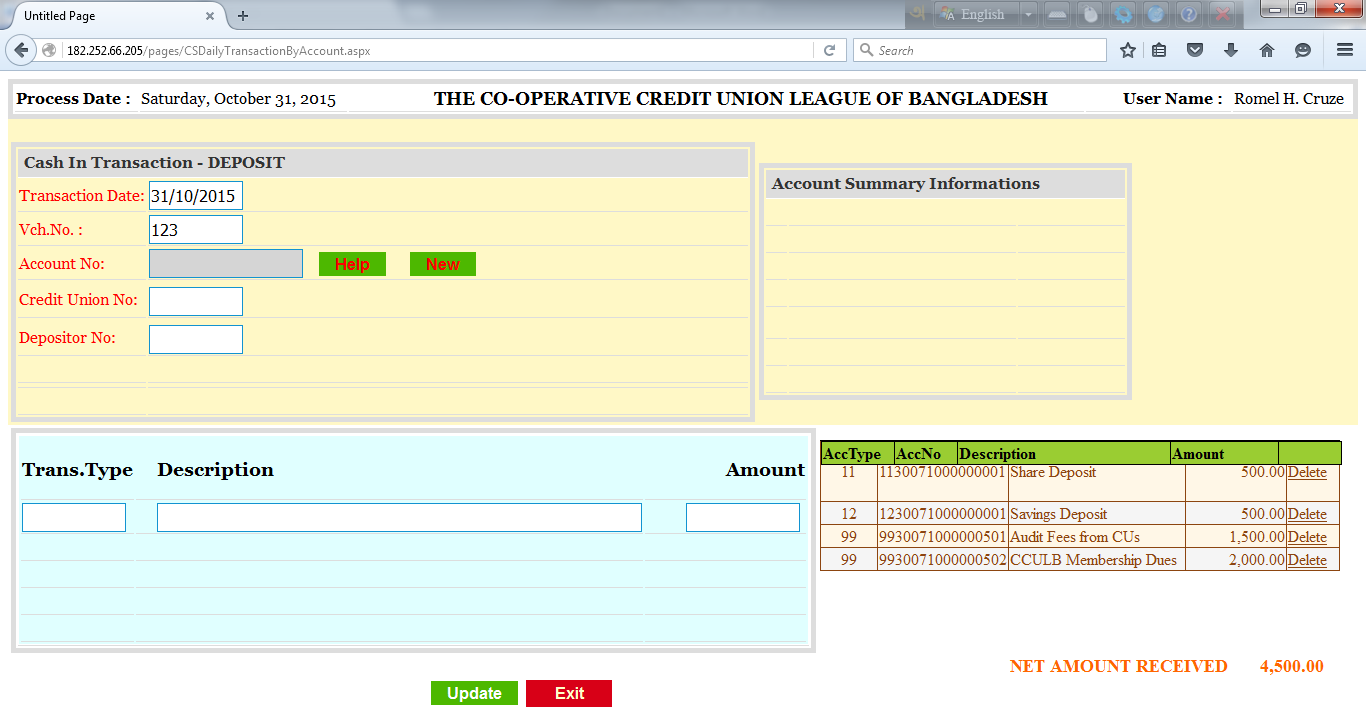 Untitled Page
English
182.252.66.205/pages/CSDailyTransactionByAccount.aspx
Search
Process Date : Saturday, October 31, 2015 THE CO-OPERATIVE CREDIT UNION LEAGUE OF BANGLADESH User Name : Romel H. Cruze
Cash In Transaction - DEPOSIT
Transaction Date: 31/10/2015
Vch.No. : 123
Account No: Help New
Credit Union No:
Depositor No:
Account Summary Informations
Trans.Type Description Amount
AccType AccNo Description Amount
11 1130071000000001 Share Deposit 500.00 Delete
12 1230071000000001 Savings Deposit 500.00 Delete
99 9930071000000501 Audit Fees from CUs 1,500.00 Delete
99 9930071000000502 CCULB Membership Dues 2,000.00 Delete
NET AMOUNT RECEIVED 4,500.00
Update Exit